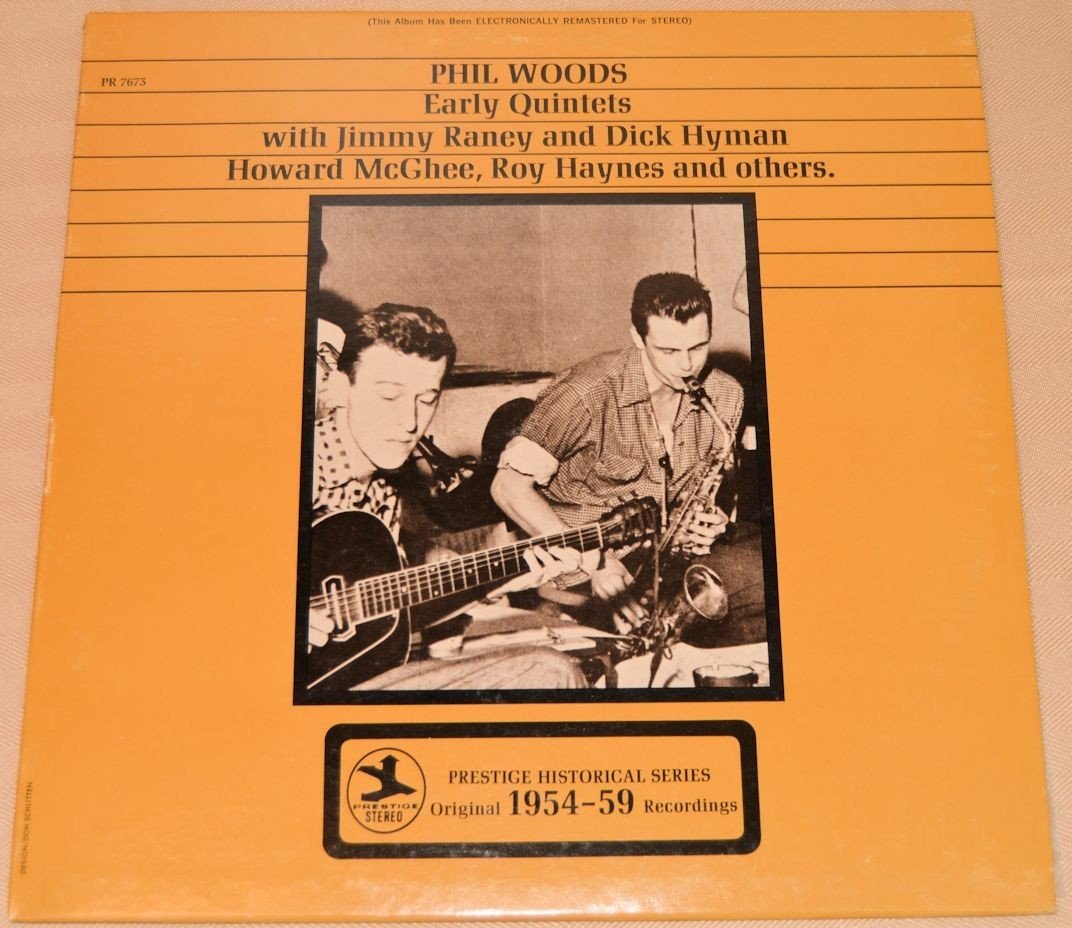 (This Album Has Been ELECTRONICALLY REMASTERED For STEREO)
PR 7673
PHIL WOODS
Early Quintets
with Jimmy Raney and Dick Hyman
Howard McGhee, Roy Haynes and others.
PRESTIGE
STEREO
PRESTIGE HISTORICAL SERIES
Original 1954-59 Recordings
DESIGN/DON SCHLITTEN